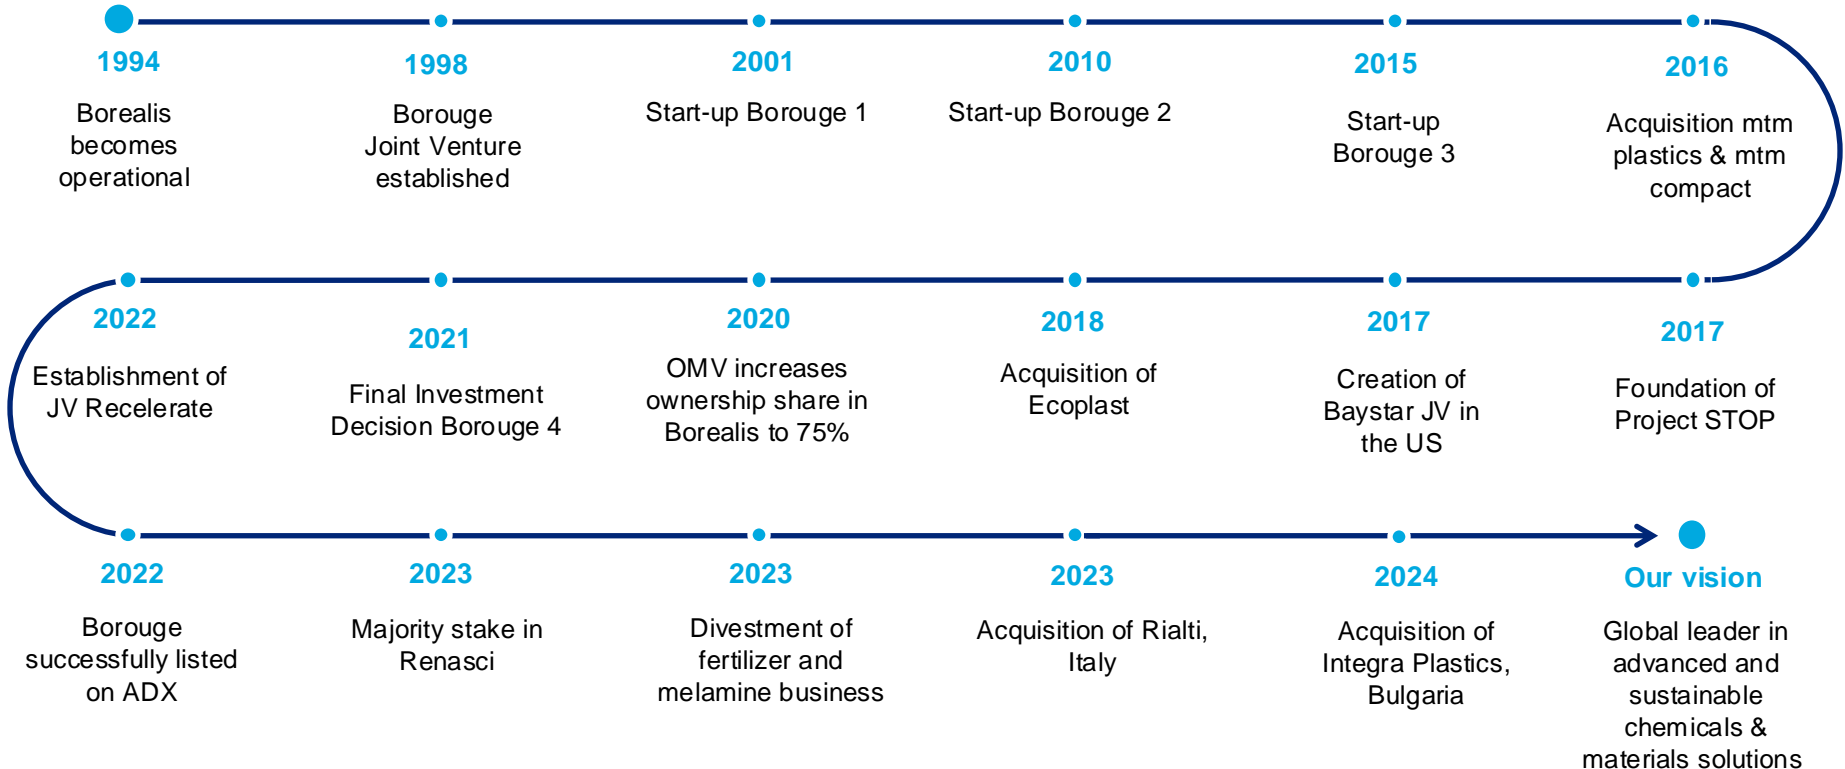 1994
Borealis
becomes
operational
1998
Borouge
Joint Venture
established
2001
Start-up Borouge 1
2010
Start-up Borouge 2
2015
Start-up
Borouge 3
2016
Acquisition mtm
plastics & mtm
compact
2017
Foundation of
Project STOP
2017
Creation of
Baystar JV in
the US
2018
Acquisition of
Ecoplast
2020
OMV increases
ownership share in
Borealis to 75%
2021
Final Investment
Decision Borouge 4
2022
Establishment of
JV Recelerate
2022
Borouge
successfully listed
on ADX
2023
Majority stake in
Renasci
2023
Divestment of
fertilizer and
melamine business
2023
Acquisition of Rialti,
Italy
2024
Acquisition of
Integra Plastics,
Bulgaria
Our vision
Global leader in
advanced and
sustainable
chemicals &
materials solutions